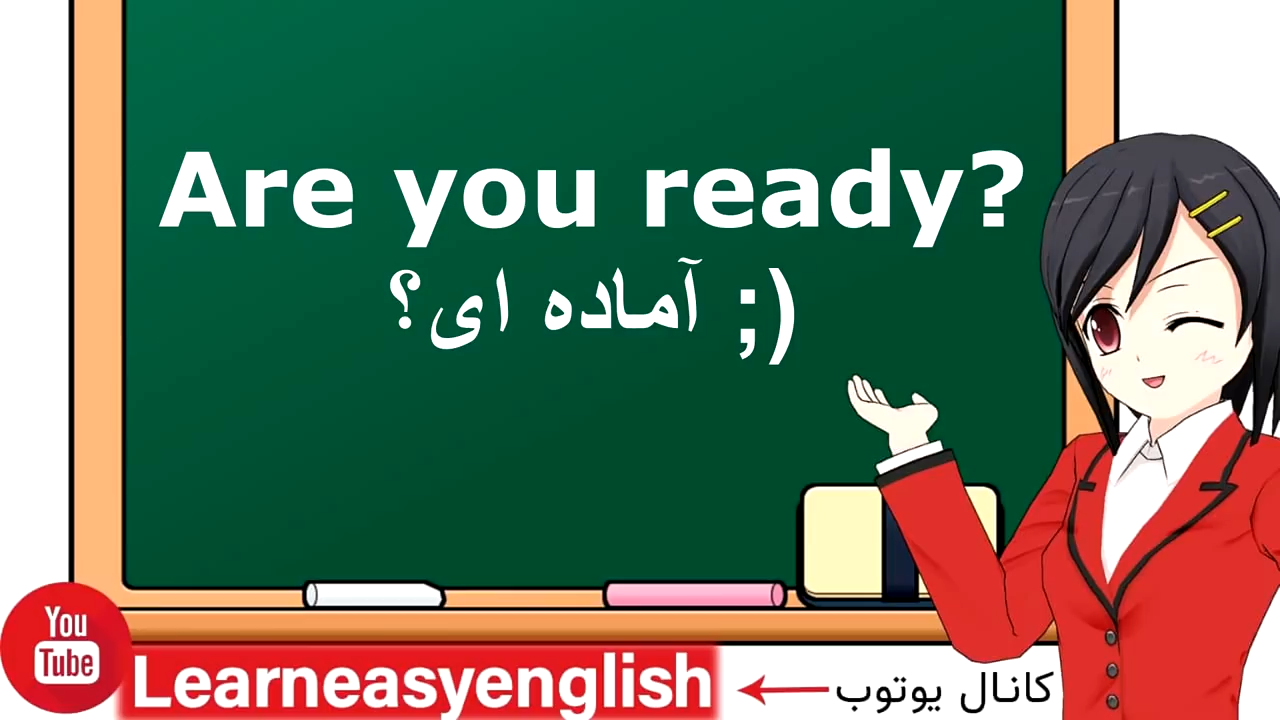 Are you ready?
آماده ای؟ ;)
You
Tube
Learneasyenglish
کانال یوتوب